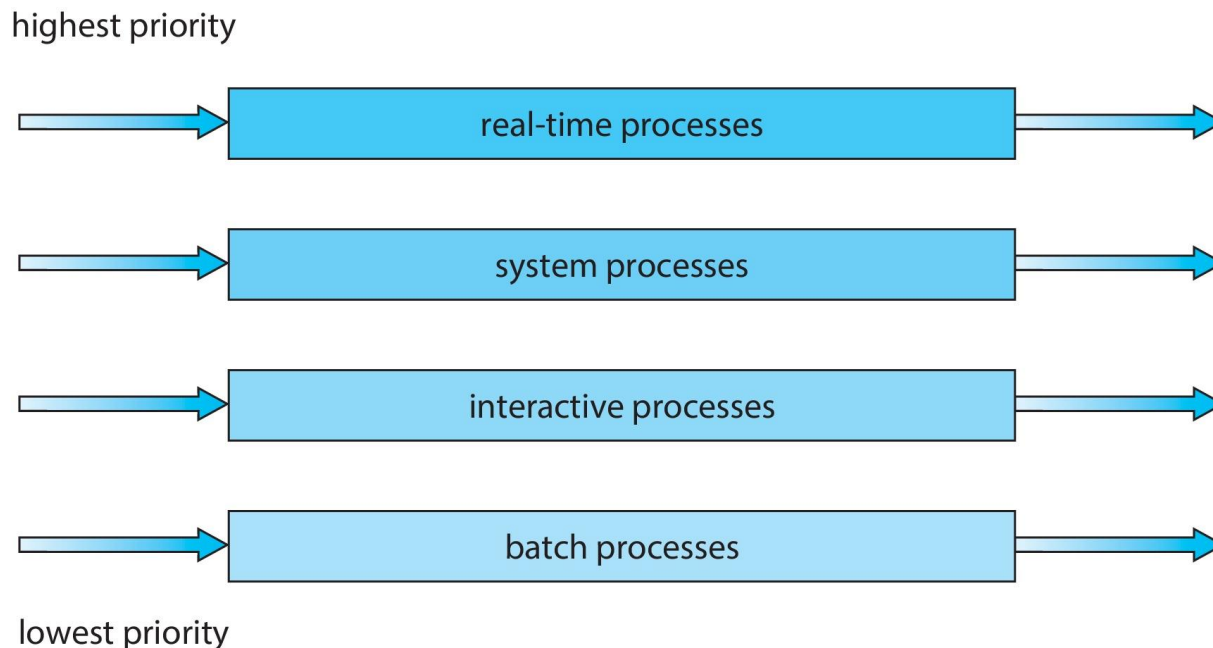 highest priority
real-time processes
system processes
interactive processes
batch processes
lowest priority